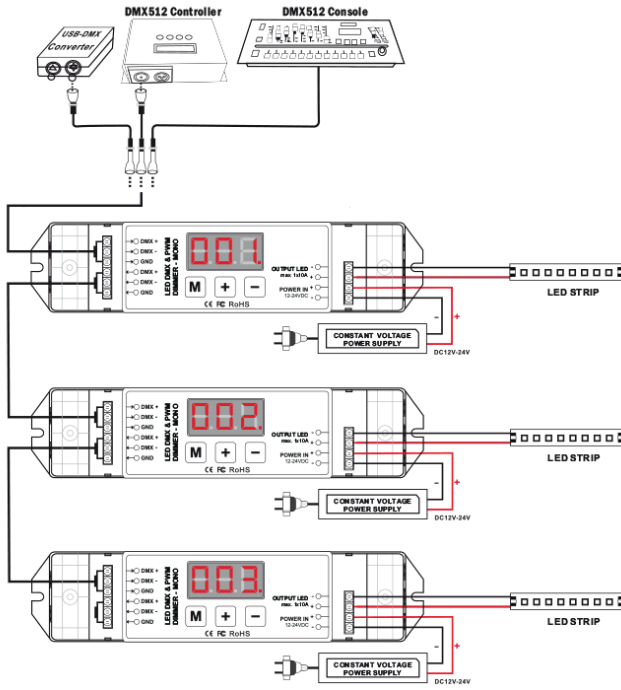 DMX512 Controller
DMX512 Console
USB-DMX
Converter
001.
DMX +
DMX -
GND
DMX +
DMX -
GND
LED DMX & PWM
DIMMER - MONO
M
+
−
CE FC RoHS
OUTPUT LED
max. 1x10A
POWER IN
12-24VDC
-
+
+
-
LED STRIP
-
+
CONSTANT VOLTAGE
POWER SUPPLY
DC12V-24V
002.
DMX +
DMX -
GND
DMX +
DMX -
GND
LED DMX & PWM
DIMMER - MONO
M
+
−
CE FC RoHS
OUTPUT LED
max. 1x10A
POWER IN
12-24VDC
-
+
+
-
LED STRIP
-
+
CONSTANT VOLTAGE
POWER SUPPLY
DC12V-24V
003.
DMX +
DMX -
GND
DMX +
DMX -
GND
LED DMX & PWM
DIMMER - MONO
M
+
−
CE FC RoHS
OUTPUT LED
max. 1x10A
POWER IN
12-24VDC
-
+
+
-
LED STRIP
-
+
CONSTANT VOLTAGE
POWER SUPPLY
DC12V-24V